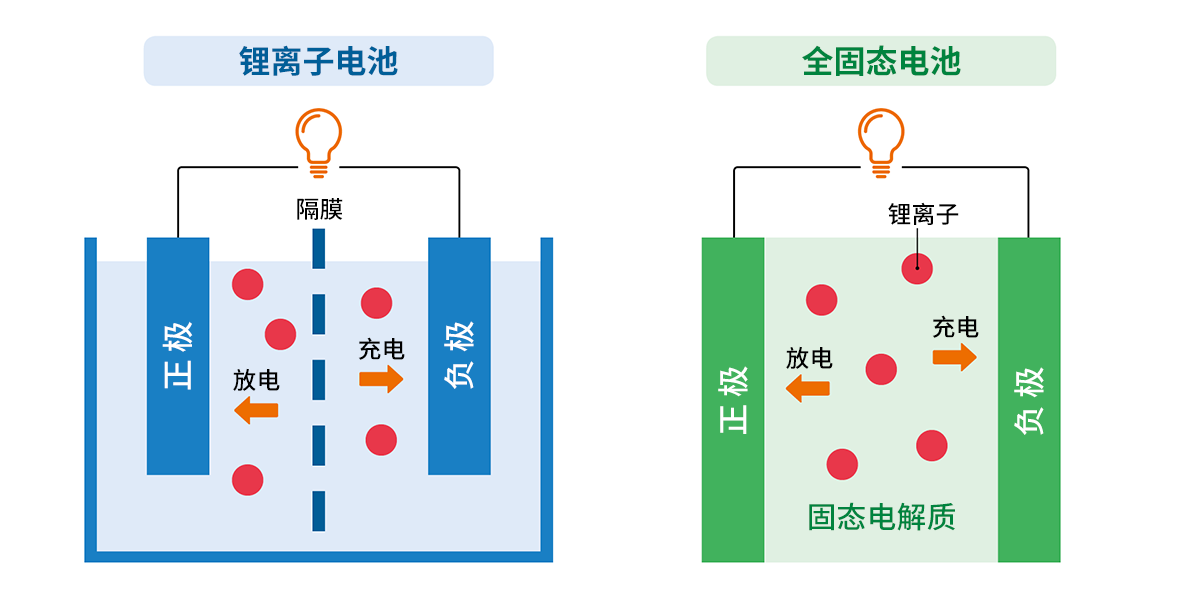 锂离子电池
隔膜
正极
放电
充电
负极
全固态电池
锂离子
正极
放电
充电
负极
固态电解质